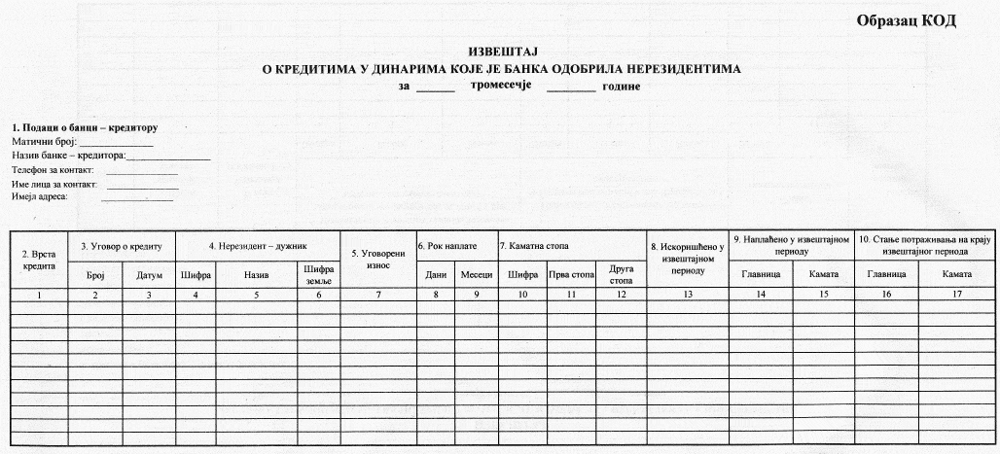 Образац КОД
ИЗВЕШТАЈ
О КРЕДИТИМА У ДИНАРИМА КОЈЕ ЈЕ БАНКА ОДОБРИЛА НЕРЕЗИДЕНТИМА
за ______ тромесечје ________ године
1. Подаци о банци – кредитору
Матични број: ____________
Назив банке – кредитора:______________
Телефон за контакт: ____________
Име лица за контакт: ____________
Имејл адреса: ____________
2. Врста кредита
3. Уговор о кредиту
4. Нерезидент – дужник
5. Уговорени износ
6. Рок наплате
7. Каматна стопа
8. Искоришћено у извештајном периоду
9. Наплаћено у извештајном периоду
10. Стање потраживања на крају извештајног периода
Број Датум Шифра Назив Шифра земље Дани Месеци Шифра Прва стопа Друга стопа Главница Камата Главница Камата
1 2 3 4 5 6 7 8 9 10 11 12 13 14 15 16 17